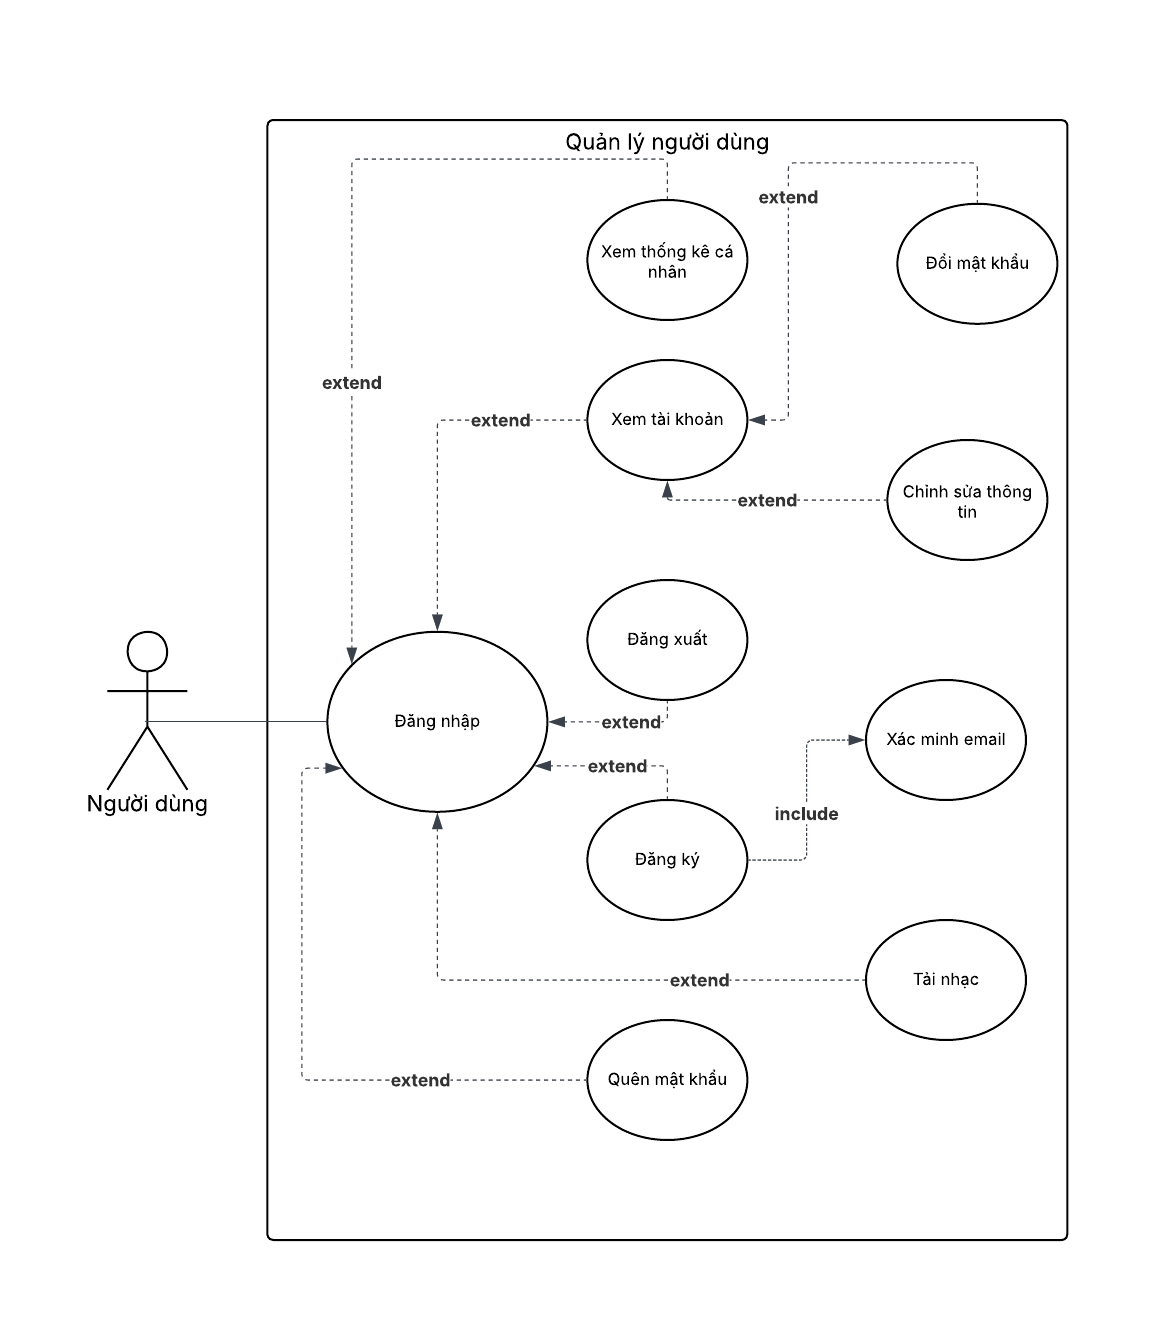 Quản lý người dùng
extend
Xem thống kê cá
nhân
Đổi mật khẩu
extend
extend
Xem tài khoản
extend
Chỉnh sửa thông
tin
Đăng xuất
Đăng nhập
extend
Xác minh email
extend
Người dùng
include
Đăng ký
extend
Tải nhạc
extend
Quên mật khẩu